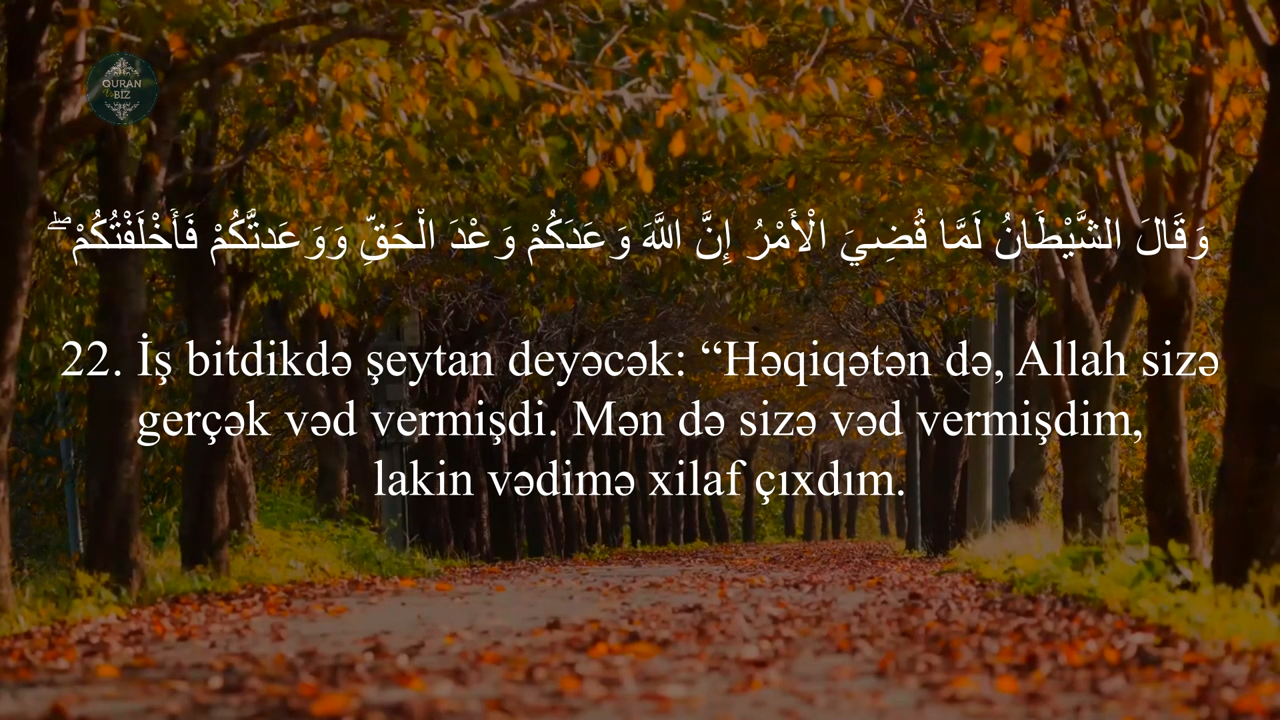 QURAN
BİZ
وَقَالَ الشَّيْطَانُ لَمَّا قُضِيَ الْأَمْرُ إِنَّ اللَّهَ وَعَدَكُمْ وَعْدَ الْحَقِّ وَوَعَدتُّكُمْ فَأَخْلَفْتُكُمْ ۖ
22. İş bitdikdə şeytan deyəcək: “Həqiqətən də, Allah sizə
gerçək vəd vermişdi. Mən də sizə vəd vermişdim,
lakin vədimə xilaf çıxdım.